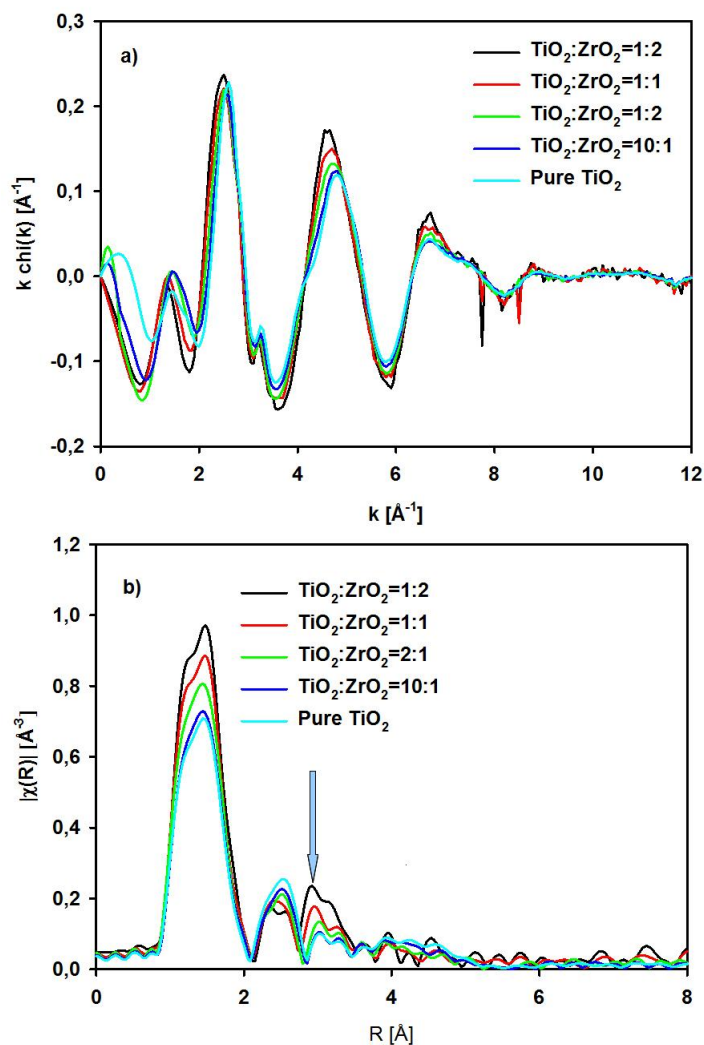 a)
TiO₂:ZrO₂=1:2
TiO₂:ZrO₂=1:1
TiO₂:ZrO₂=1:2
TiO₂:ZrO₂=10:1
Pure TiO₂
0,3
0,2
0,1
0,0
-0,1
-0,2
k chi(k) [Å⁻¹]
0 2 4 6 8 10 12
k [Å⁻¹]
b)
TiO₂:ZrO₂=1:2
TiO₂:ZrO₂=1:1
TiO₂:ZrO₂=2:1
TiO₂:ZrO₂=10:1
Pure TiO₂
1,2
1,0
0,8
0,6
0,4
0,2
0,0
|χ(R)| [Å⁻³]
0 2 4 6 8
R [Å]